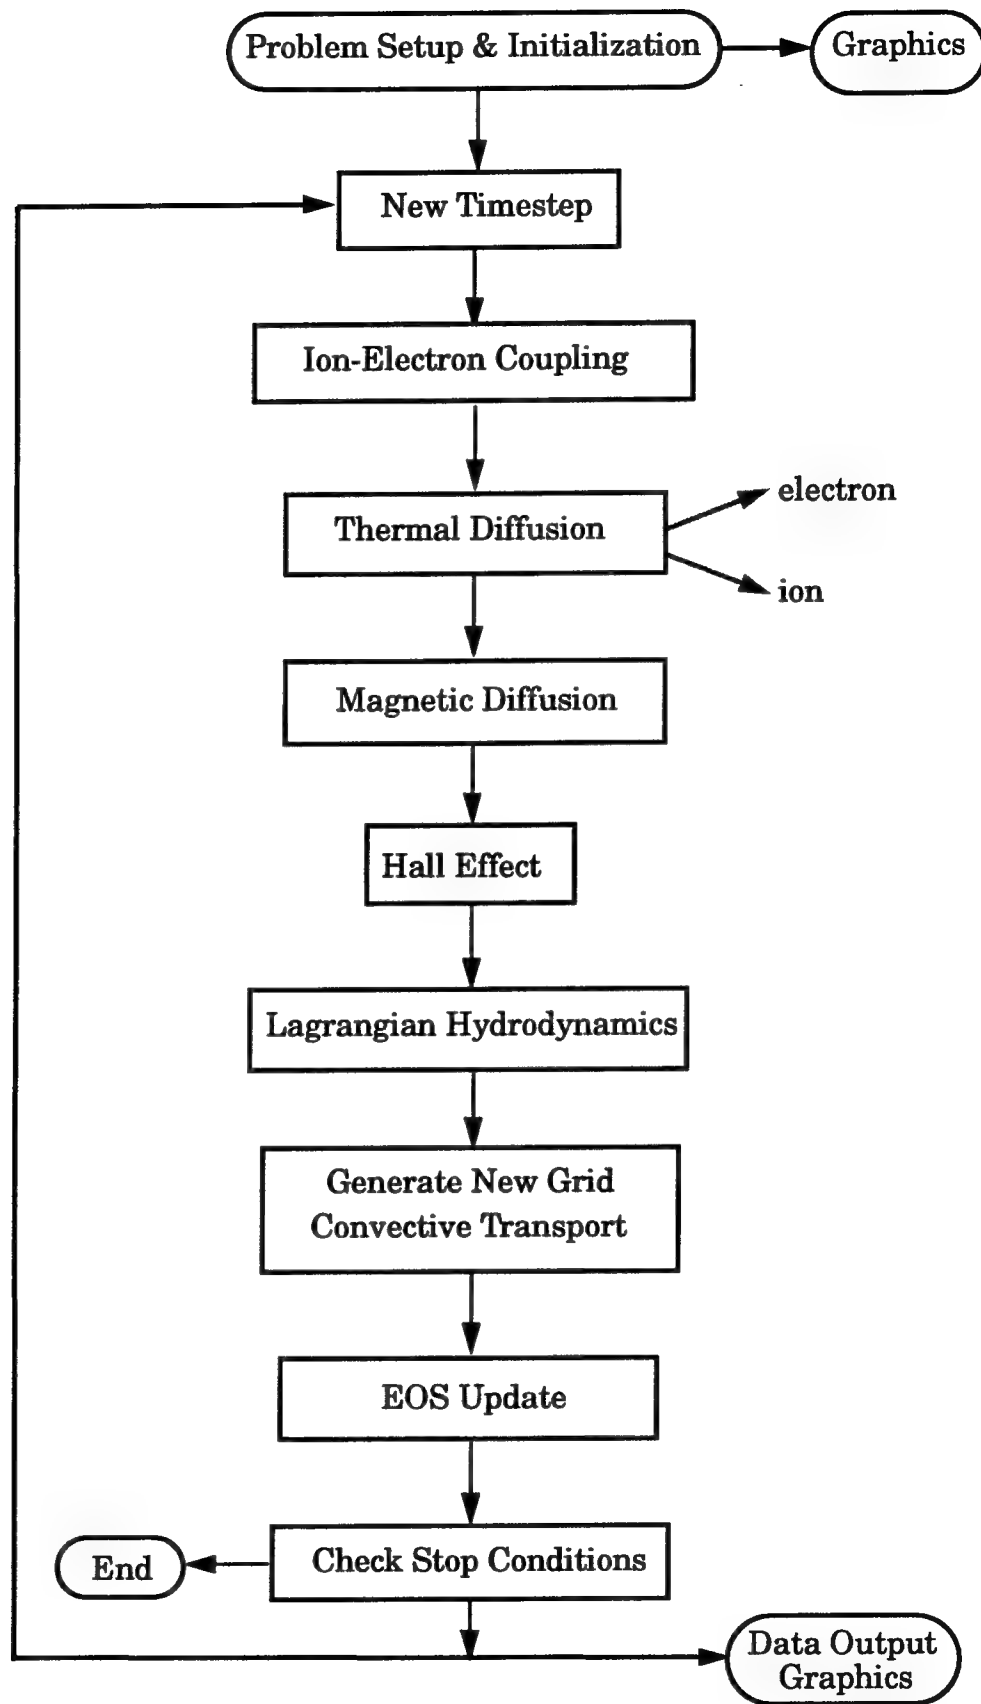 Problem Setup & Initialization
Graphics
New Timestep
Ion-Electron Coupling
Thermal Diffusion
electron
ion
Magnetic Diffusion
Hall Effect
Lagrangian Hydrodynamics
Generate New Grid
Convective Transport
EOS Update
Check Stop Conditions
End
Data Output
Graphics